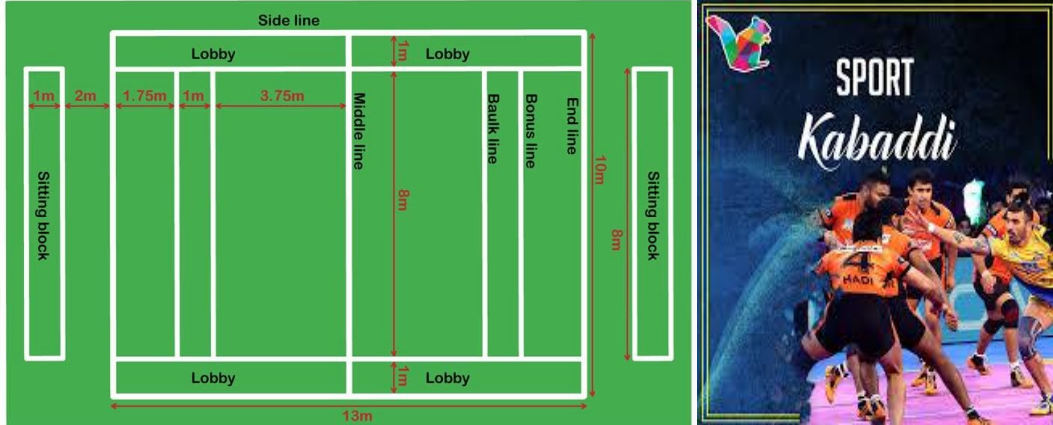 Side line
Lobby
Lobby
1m
1m
2m
1.75m
1m
3.75m
Middle line
Baulk line
Bonus line
End line
10m
8m
8m
Sitting block
Sitting block
Lobby
Lobby
1m
13m
SPORT
Kabaddi
4
HADI